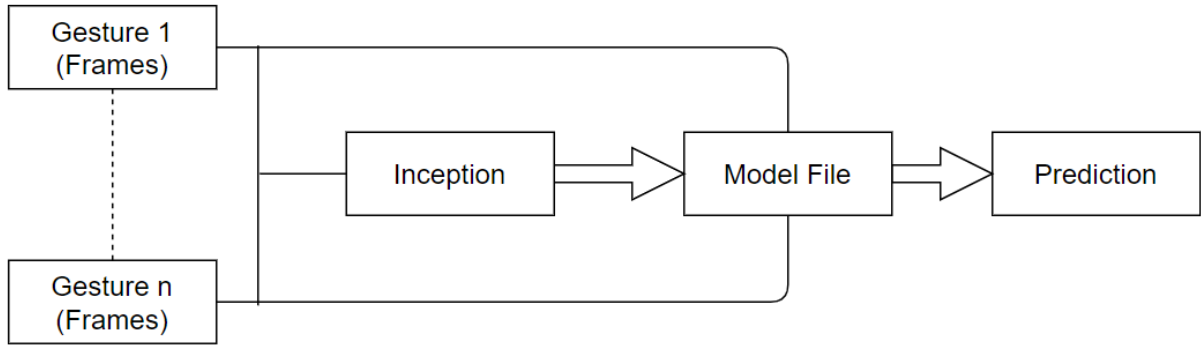 Gesture 1
(Frames)
Inception
Model File
Prediction
Gesture n
(Frames)